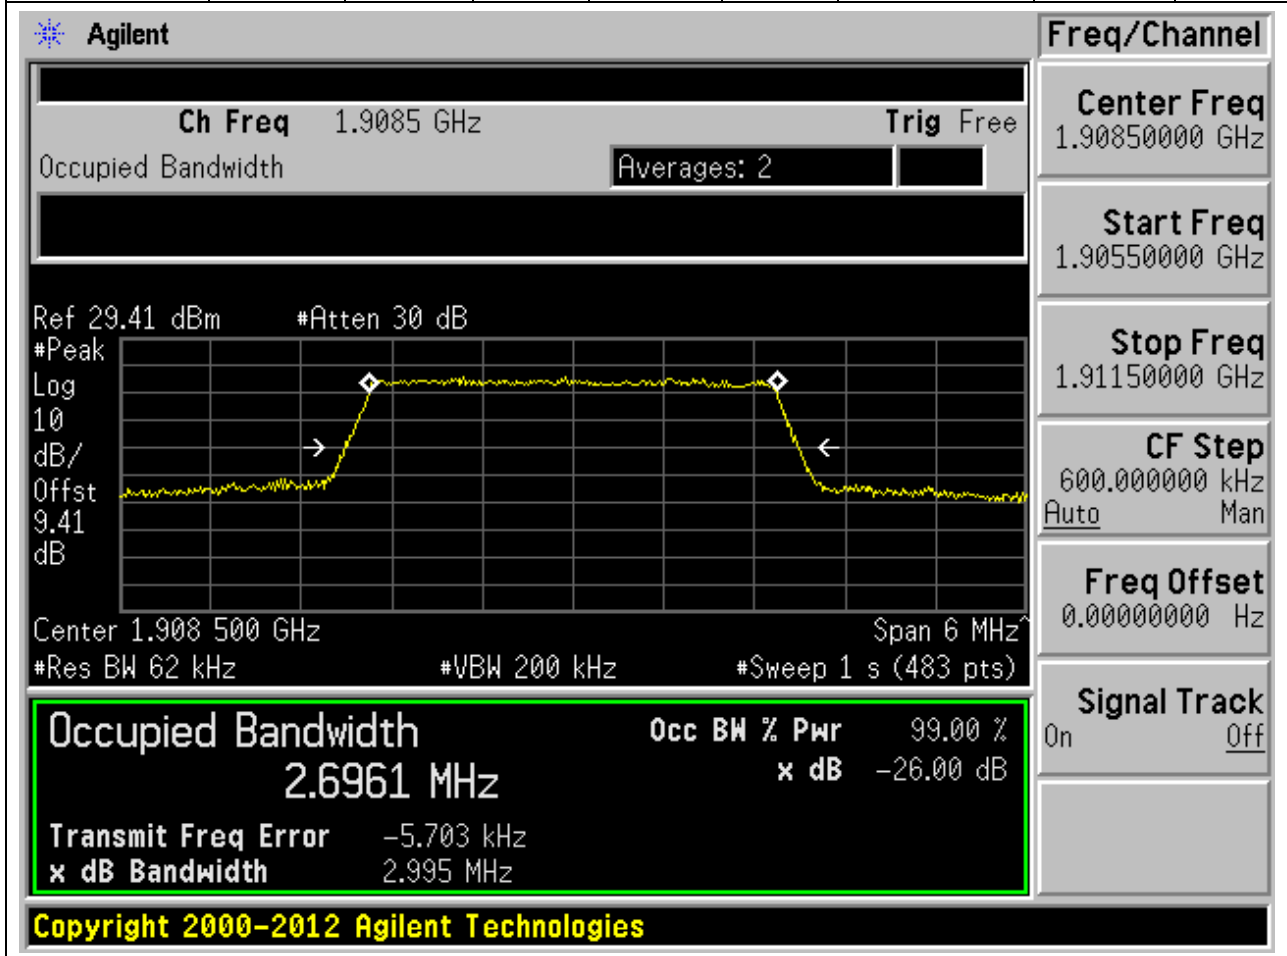 Agilent
Freq/Channel
Ch Freq 1.9085 GHz Trig Free
Occupied Bandwidth Averages: 2
Center Freq
1.90850000 GHz
Start Freq
1.90550000 GHz
Stop Freq
1.91150000 GHz
CF Step
600.000000 kHz
Auto Man
Freq Offset
0.00000000 Hz
Signal Track
On Off
Ref 29.41 dBm #Atten 30 dB
#Peak
Log
10
dB/
Offst
9.41
dB
Center 1.908 500 GHz Span 6 MHz^
#Res BW 62 kHz #VBW 200 kHz #Sweep 1 s (483 pts)
Occupied Bandwidth Occ BW % Pwr 99.00 %
2.6961 MHz x dB -26.00 dB
Transmit Freq Error -5.703 kHz
x dB Bandwidth 2.995 MHz
Copyright 2000-2012 Agilent Technologies